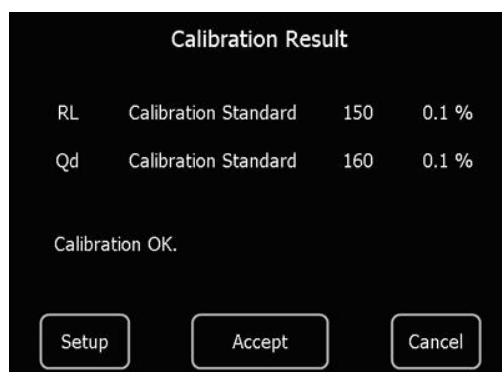 Calibration Result
RL Calibration Standard 150 0.1 %
Qd Calibration Standard 160 0.1 %
Calibration OK.
Setup Accept Cancel